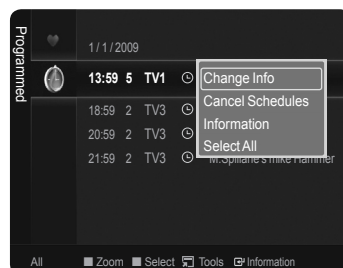 Programmed
1 / 1 / 2009
13:59 5 TV1
Change Info
Cancel Schedules
Information
Select All
18:59 2 TV3
20:59 2 TV3
21:59 2 TV3 M.Spillane's mike Hammer
All Zoom Select Tools Information